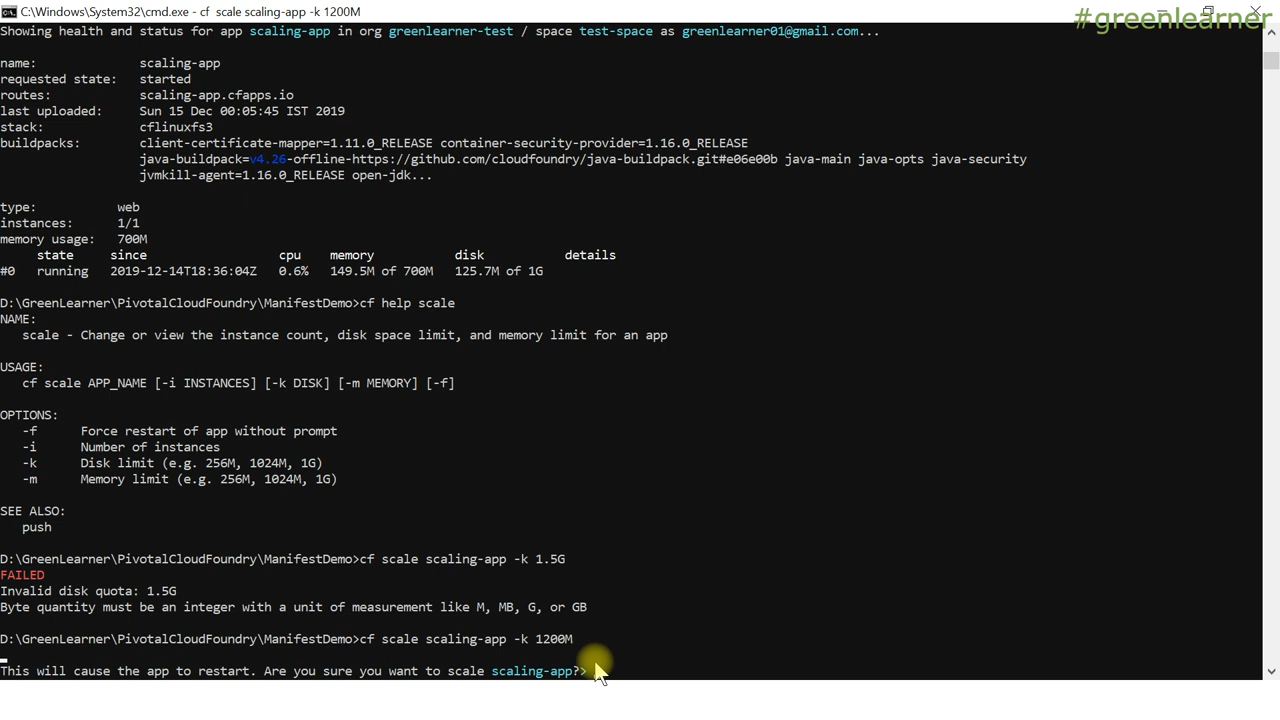 C:\Windows\System32\cmd.exe - cf scale scaling-app -k 1200M
#greenlearner
Showing health and status for app scaling-app in org greenlearner-test / space test-space as greenlearner01@gmail.com...
name: scaling-app
requested state: started
routes: scaling-app.cfapps.io
last uploaded: Sun 15 Dec 00:05:45 IST 2019
stack: cflinuxfs3
buildpacks: client-certificate-mapper=1.11.0_RELEASE container-security-provider=1.16.0_RELEASE
java-buildpack=v4.26-offline-https://github.com/cloudfoundry/java-buildpack.git#e06e00b java-main java-opts java-security
jvmkill-agent=1.16.0_RELEASE open-jdk...
type: web
instances: 1/1
memory usage: 700M
state since cpu memory disk details
#0 running 2019-12-14T18:36:04Z 0.6% 149.5M of 700M 125.7M of 1G
D:\GreenLearner\PivotalCloudFoundry\ManifestDemo>cf help scale
NAME:
scale - Change or view the instance count, disk space limit, and memory limit for an app
USAGE:
cf scale APP_NAME [-i INSTANCES] [-k DISK] [-m MEMORY] [-f]
OPTIONS:
-f Force restart of app without prompt
-i Number of instances
-k Disk limit (e.g. 256M, 1024M, 1G)
-m Memory limit (e.g. 256M, 1024M, 1G)
SEE ALSO:
push
D:\GreenLearner\PivotalCloudFoundry\ManifestDemo>cf scale scaling-app -k 1.5G
FAILED
Invalid disk quota: 1.5G
Byte quantity must be an integer with a unit of measurement like M, MB, G, or GB
D:\GreenLearner\PivotalCloudFoundry\ManifestDemo>cf scale scaling-app -k 1200M
This will cause the app to restart. Are you sure you want to scale scaling-app?>